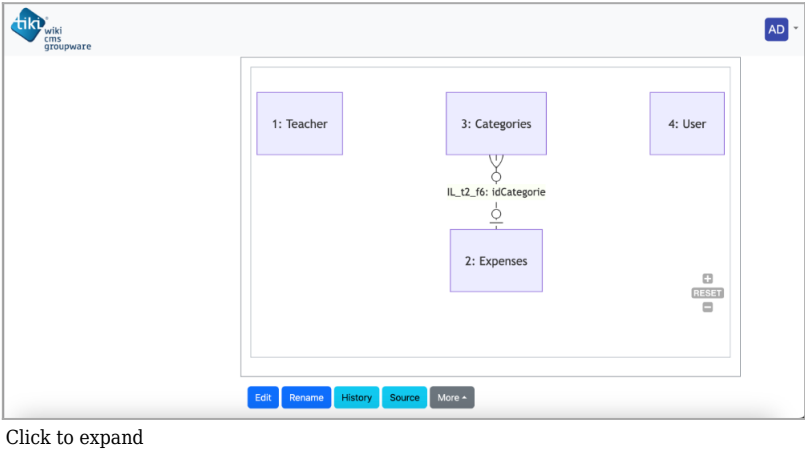 tiki
wiki
cms
groupware
AD
1: Teacher
3: Categories
4: User
IL_t2_f6: idCategorie
2: Expenses
RESET
Edit
Rename
History
Source
More
Click to expand